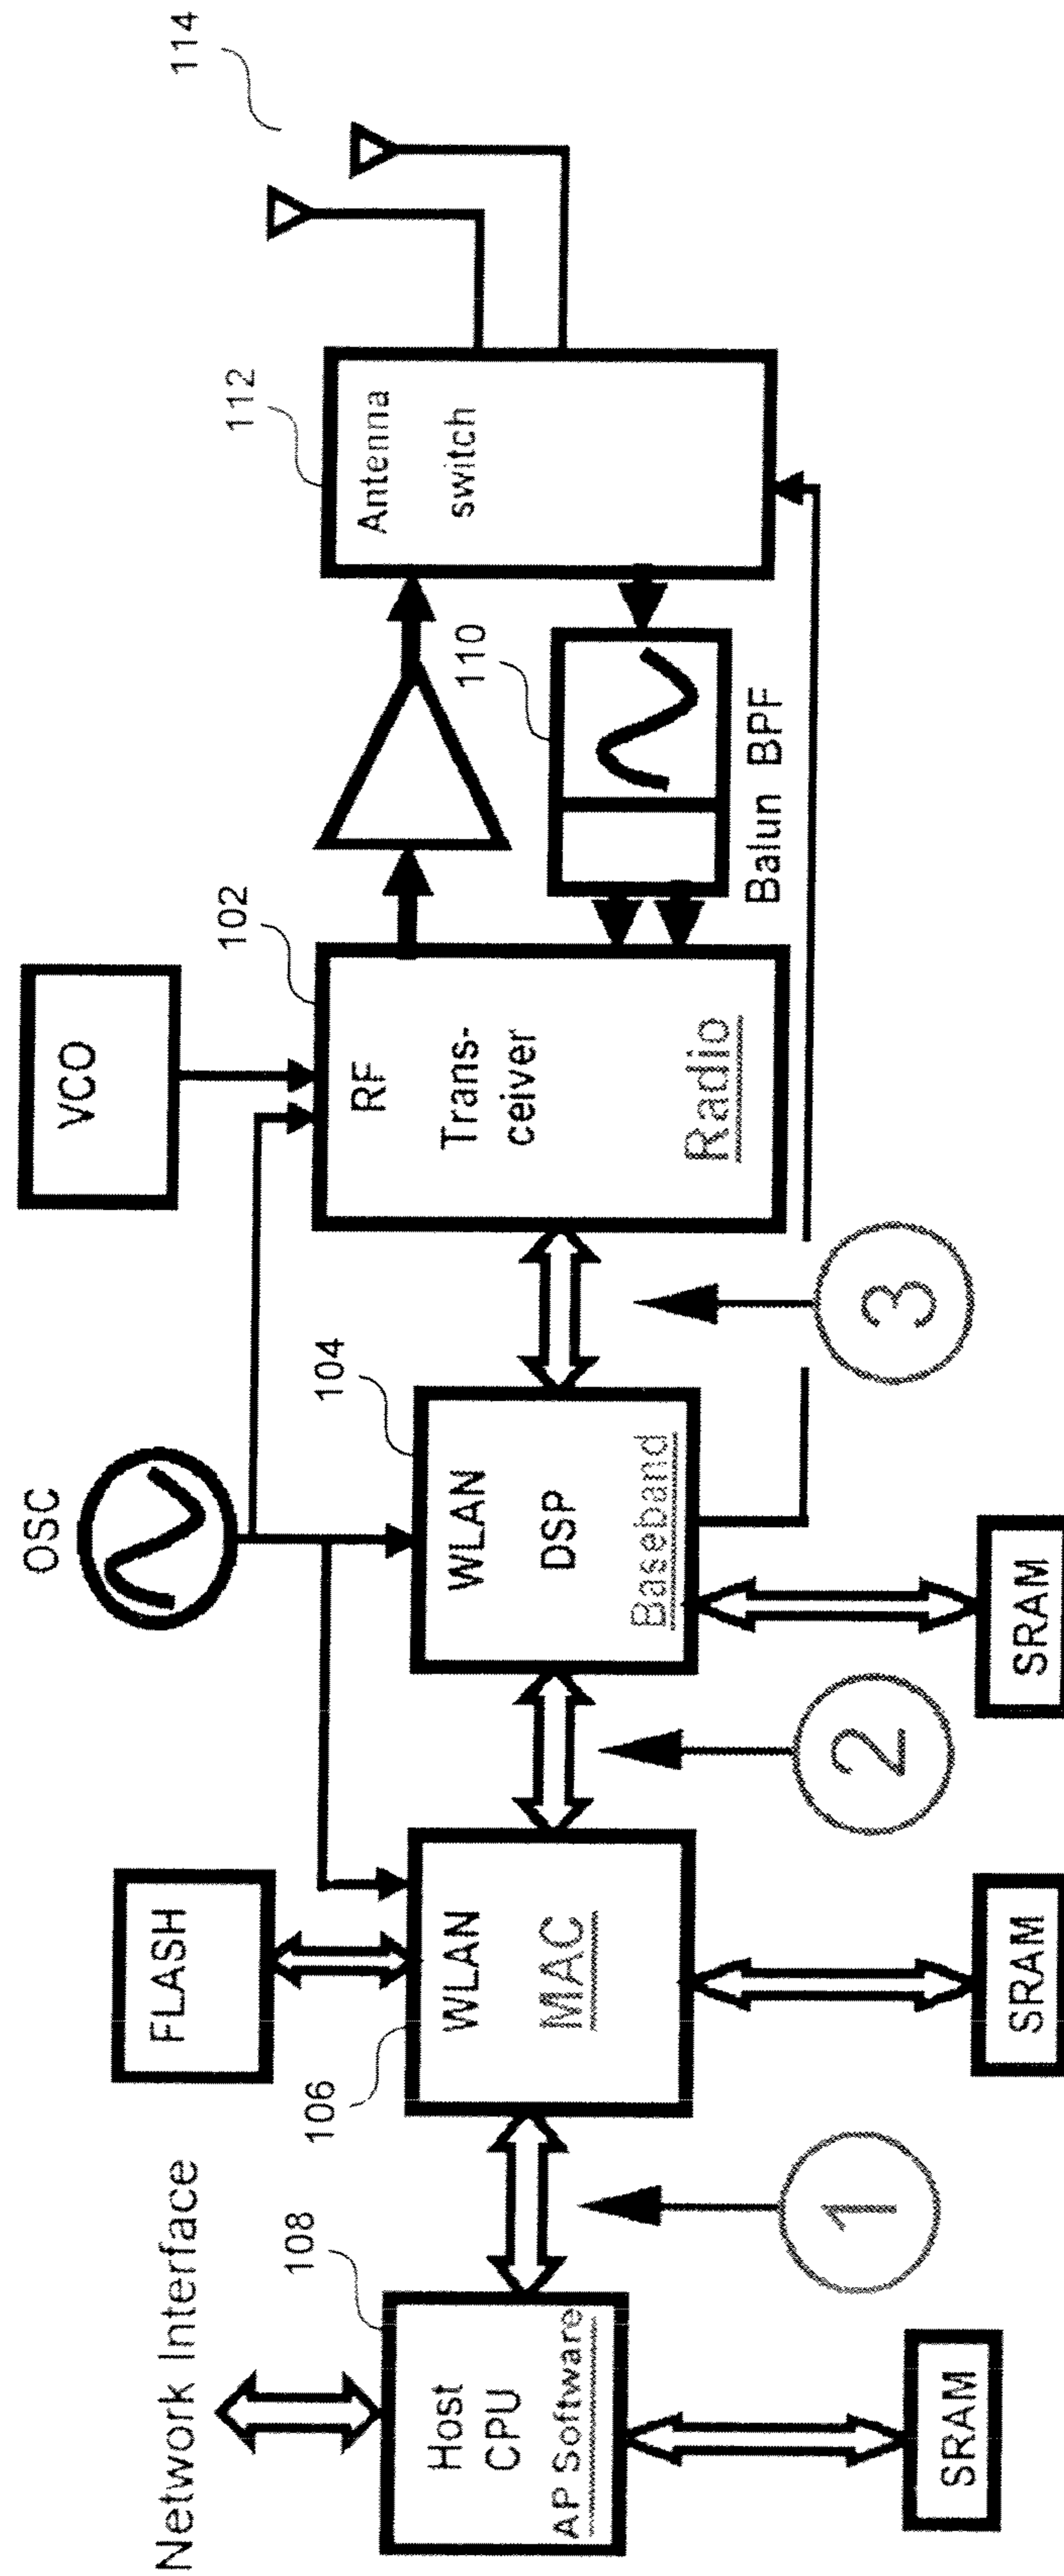 Network Interface
108
Host
CPU
AP Software
SRAM
1
FLASH
106
WLAN
MAC
SRAM
2
OSC
104
WLAN
DSP
Baseband
SRAM
3
VCO
102
RF
Trans-
ceiver
Radio
110
Balun BPF
112
Antenna
switch
114